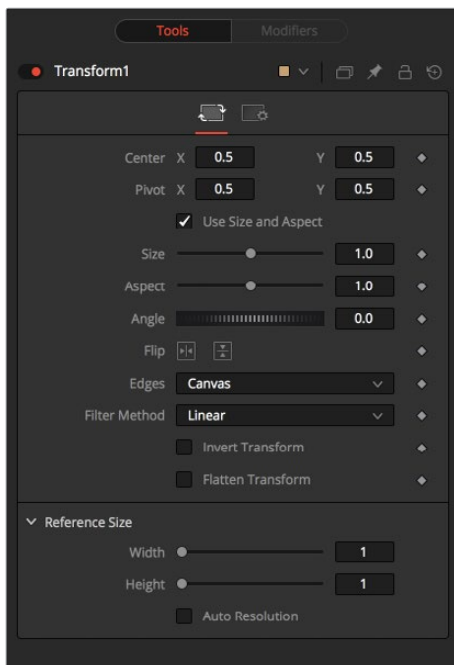 Tools Modifiers
Transform1
Center X 0.5 Y 0.5
Pivot X 0.5 Y 0.5
Use Size and Aspect
Size 1.0
Aspect 1.0
Angle 0.0
Flip
Edges Canvas
Filter Method Linear
Invert Transform
Flatten Transform
Reference Size
Width 1
Height 1
Auto Resolution